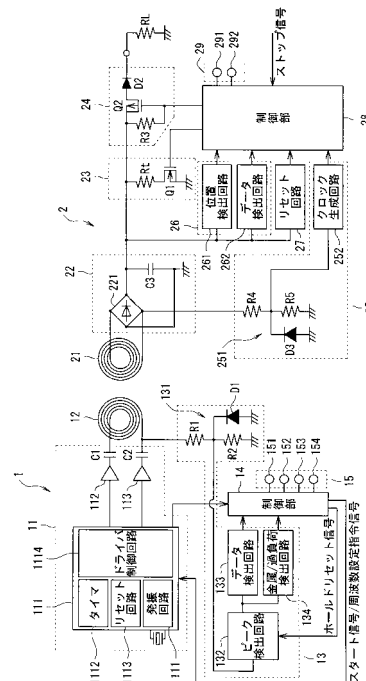 1
11
111
1114
タイマ
リセット
回路
発振
回路
ドライバ
制御回路
112
113
111
112
113
C1
C2
12
R1
131
R2
D1
14
制御部
15
151
152
153
154
データ
検出回路
133
金属/過負荷
検出回路
134
ピーク
検出回路
132
13
ホールドリセット信号
スタート信号/周波数設定指令信号
2
21
22
221
C3
23
Rt
Q1
24
R3
Q2
D2
RL
251
R4
R5
D3
26
位置
検出回路
261
データ
検出回路
262
リセット
回路
27
クロック
生成回路
252
制御部
29
291
292
ストップ信号